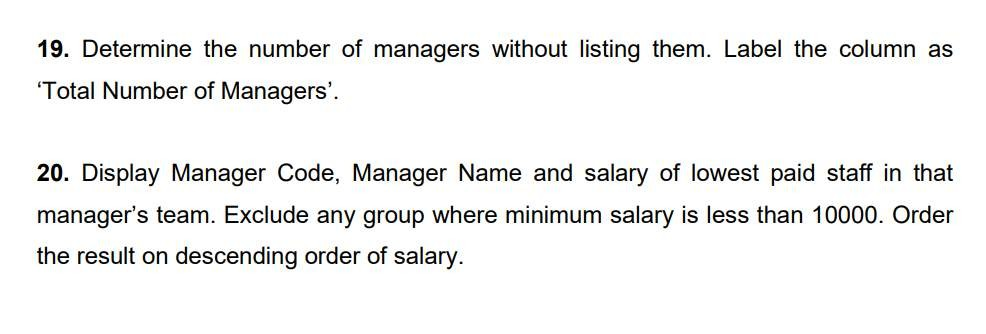 19. Determine the number of managers without listing them. Label the column as
‘Total Number of Managers’.
20. Display Manager Code, Manager Name and salary of lowest paid staff in that
manager’s team. Exclude any group where minimum salary is less than 10000. Order
the result on descending order of salary.